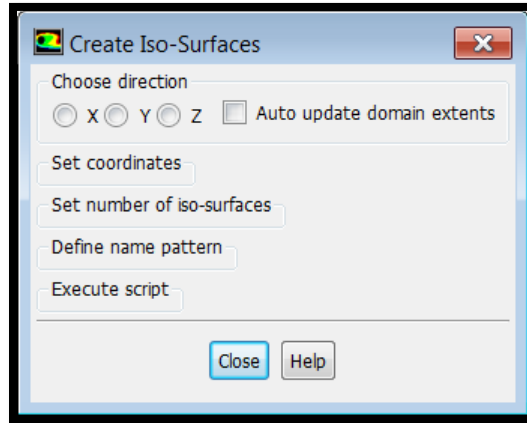 Create Iso-Surfaces
Choose direction
X Y Z Auto update domain extents
Set coordinates
Set number of iso-surfaces
Define name pattern
Execute script
Close Help